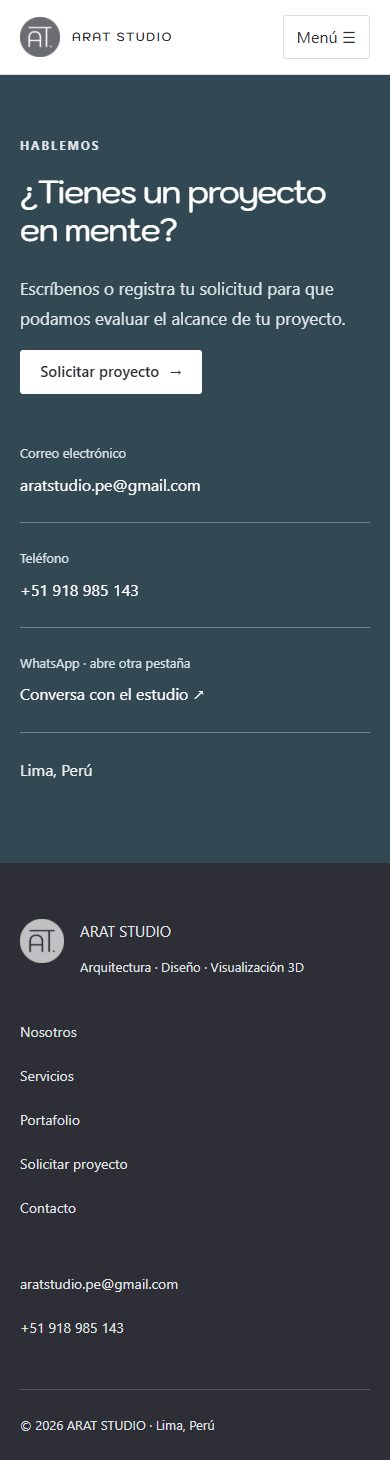 AT.
ARAT STUDIO
Menú ☰
HABLEMOS
¿Tienes un proyecto
en mente?
Escríbenos o registra tu solicitud para que
podamos evaluar el alcance de tu proyecto.
Solicitar proyecto →
Correo electrónico
aratstudio.pe@gmail.com
Teléfono
+51 918 985 143
WhatsApp · abre otra pestaña
Conversa con el estudio ↗
Lima, Perú
AT.
ARAT STUDIO
Arquitectura · Diseño · Visualización 3D
Nosotros
Servicios
Portafolio
Solicitar proyecto
Contacto
aratstudio.pe@gmail.com
+51 918 985 143
© 2026 ARAT STUDIO · Lima, Perú